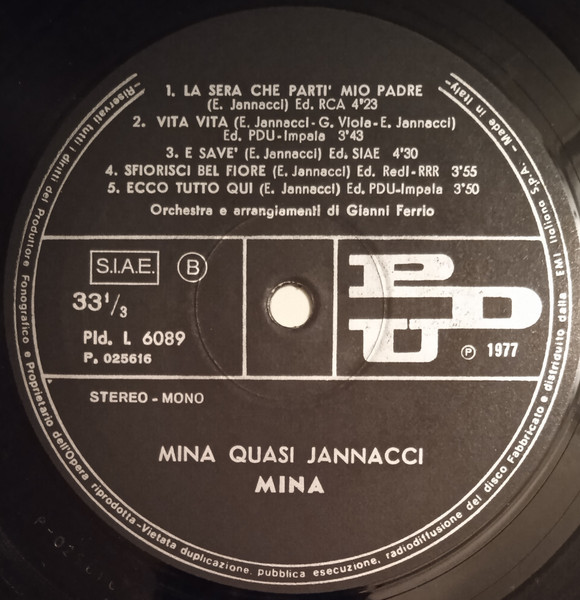 1. LA SERA CHE PARTI' MIO PADRE
(E. Jannacci) Ed. RCA 4'23
2. VITA VITA (E. Jannacci - G. Viola - E. Jannacci)
Ed. PDU-Impala 3'43
3. E SAVE' (E. Jannacci) Ed. SIAE 4'30
4. SFIORISCI BEL FIORE (E. Jannacci) Ed. Redi-RRR 3'55
5. ECCO TUTTO QUI (E. Jannacci) Ed. PDU-Impala 3'50
Orchestra e arrangiamenti di Gianni Ferrio
S.I.A.E. B
33 1/3
Pld. L 6089
P. 025616
PDU
℗ 1977
STEREO - MONO
MINA QUASI JANNACCI
MINA
-Riservati tutti i diritti del Produttore Fonografico e Proprietario dell'Opera riprodotta-Vietata duplicazione, pubblica esecuzione, radiodiffusione del disco Fabbricato e distribuito dalla EMI Italiana S.p.A. - Made in Italy-